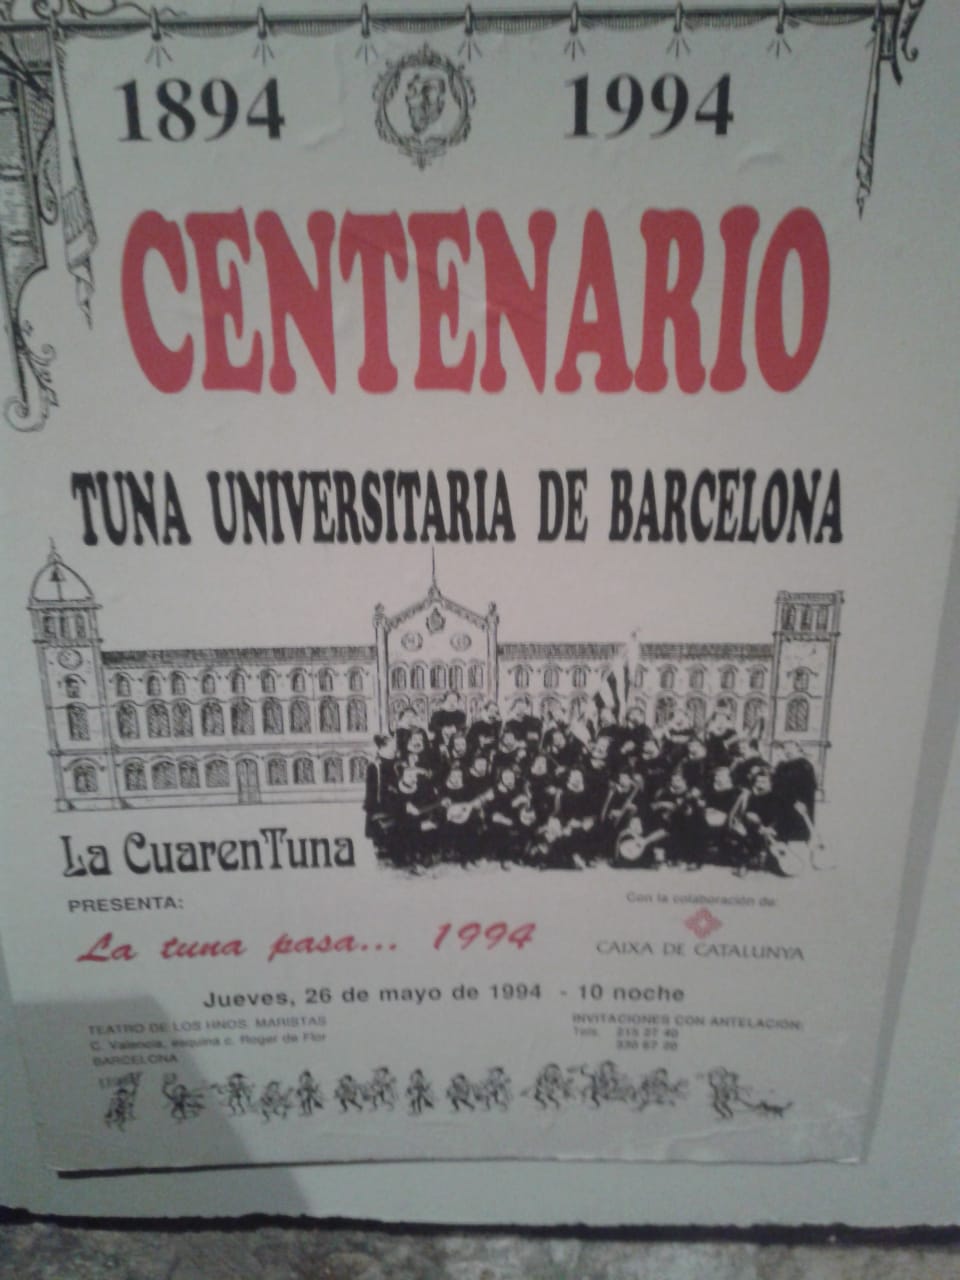 1894 1994
CENTENARIO
TUNA UNIVERSITARIA DE BARCELONA
La CuarenTuna
PRESENTA:
La tuna pasa... 1994
Con la colaboración de:
CAIXA DE CATALUNYA
Jueves, 26 de mayo de 1994 - 10 noche
TEATRO DE LOS HNOS. MARISTAS
C. Valencia, esquina c. Roger de Flor
BARCELONA
INVITACIONES CON ANTELACION:
Tels.